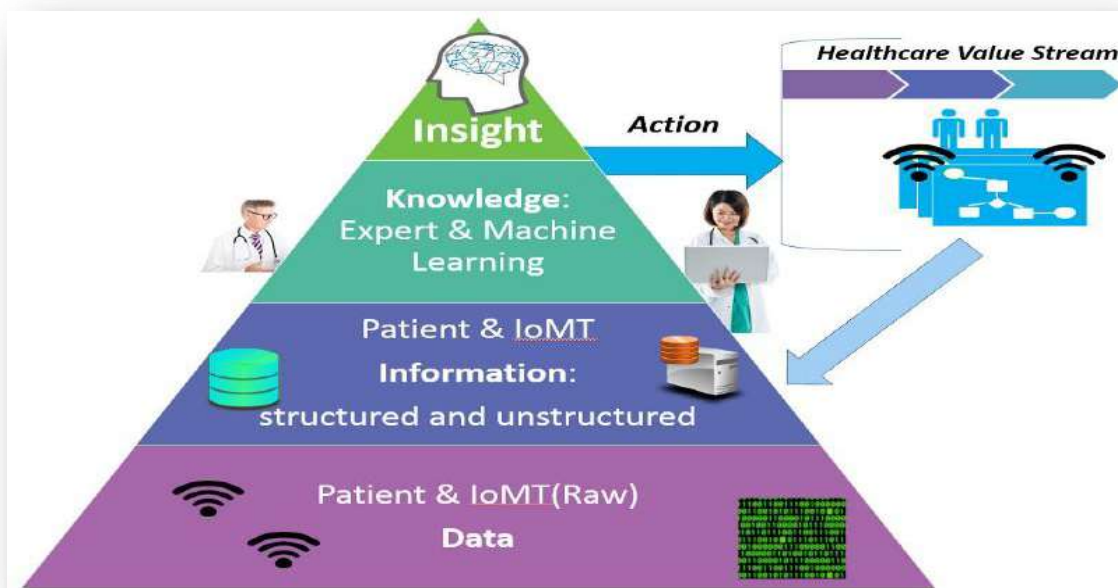 Healthcare Value Stream
Insight
Action
Knowledge:
Expert & Machine
Learning
Patient & IoMT
Information:
structured and unstructured
Patient & IoMT(Raw)
Data